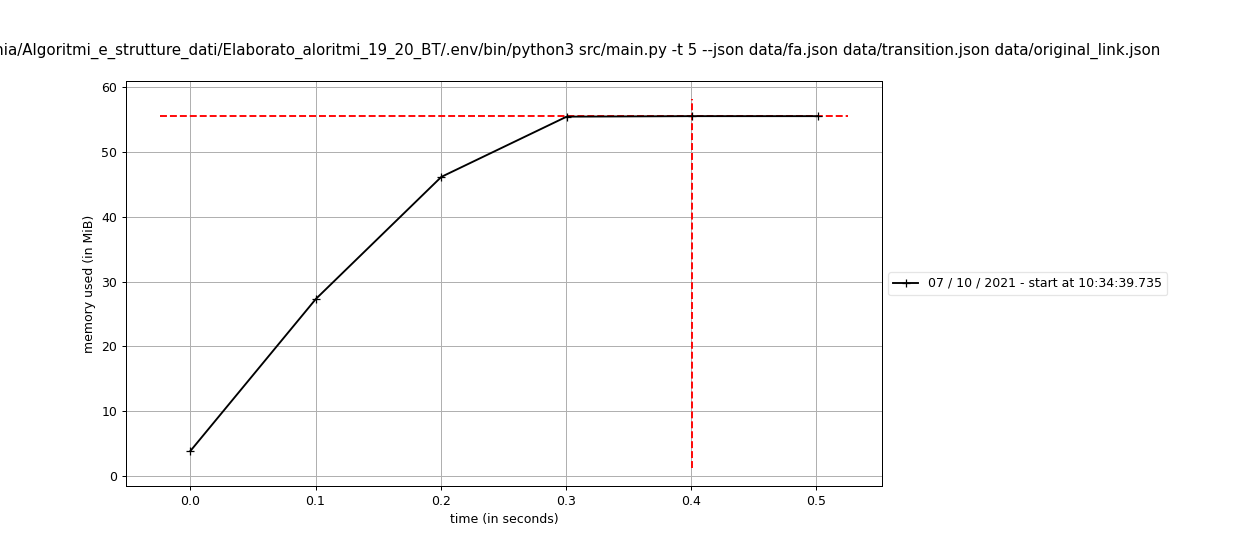 nia/Algoritmi_e_strutture_dati/Elaborato_aloritmi_19_20_BT/.env/bin/python3 src/main.py -t 5 --json data/fa.json data/transition.json data/original_link.json
60
50
40
30
20
10
0
memory used (in MiB)
0.0 0.1 0.2 0.3 0.4 0.5
time (in seconds)
07 / 10 / 2021 - start at 10:34:39.735